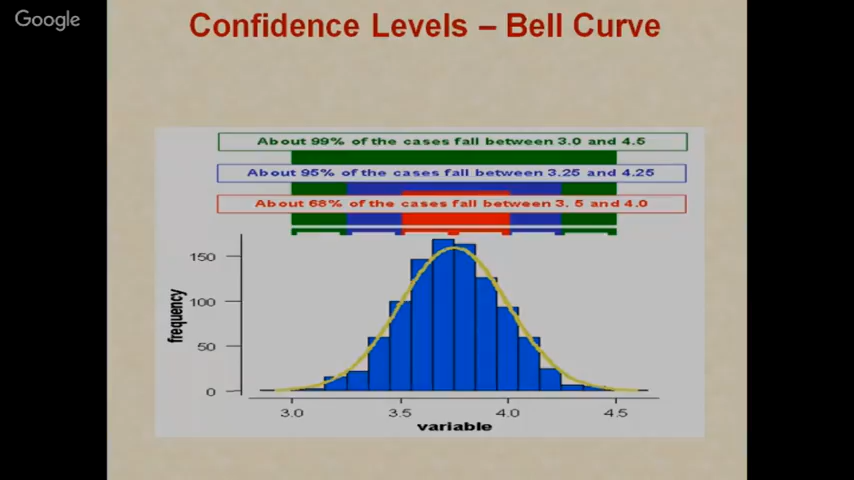 Google
Confidence Levels – Bell Curve
About 99% of the cases fall between 3.0 and 4.5
About 95% of the cases fall between 3.25 and 4.25
About 68% of the cases fall between 3. 5 and 4.0
150
100
50
0
frequency
3.0 3.5 4.0 4.5
variable